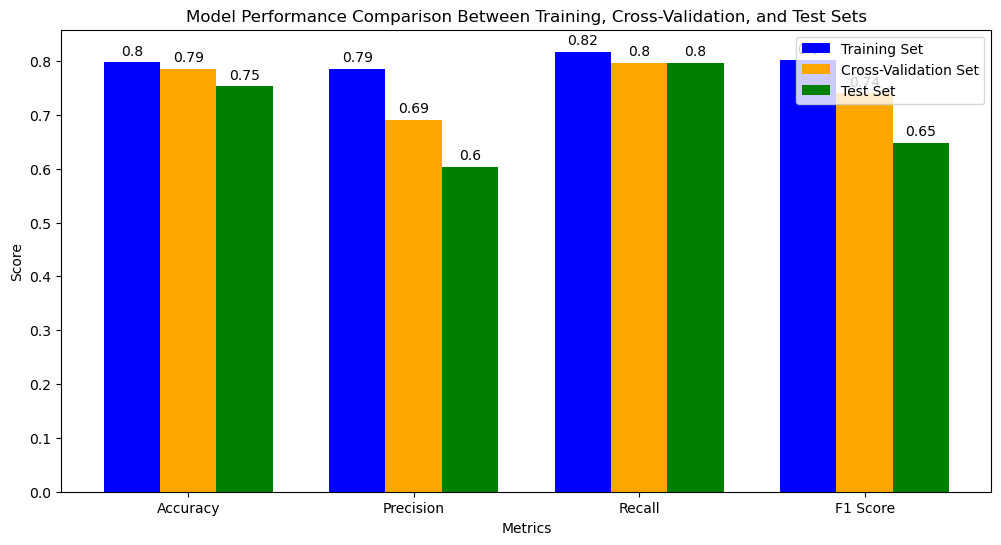 Model Performance Comparison Between Training, Cross-Validation, and Test Sets
Score
0.8
0.7
0.6
0.5
0.4
0.3
0.2
0.1
0.0
0.8
0.79
0.75
0.79
0.69
0.6
0.82
0.8
0.8
0.74
0.65
Training Set
Cross-Validation Set
Test Set
Accuracy
Precision
Recall
F1 Score
Metrics